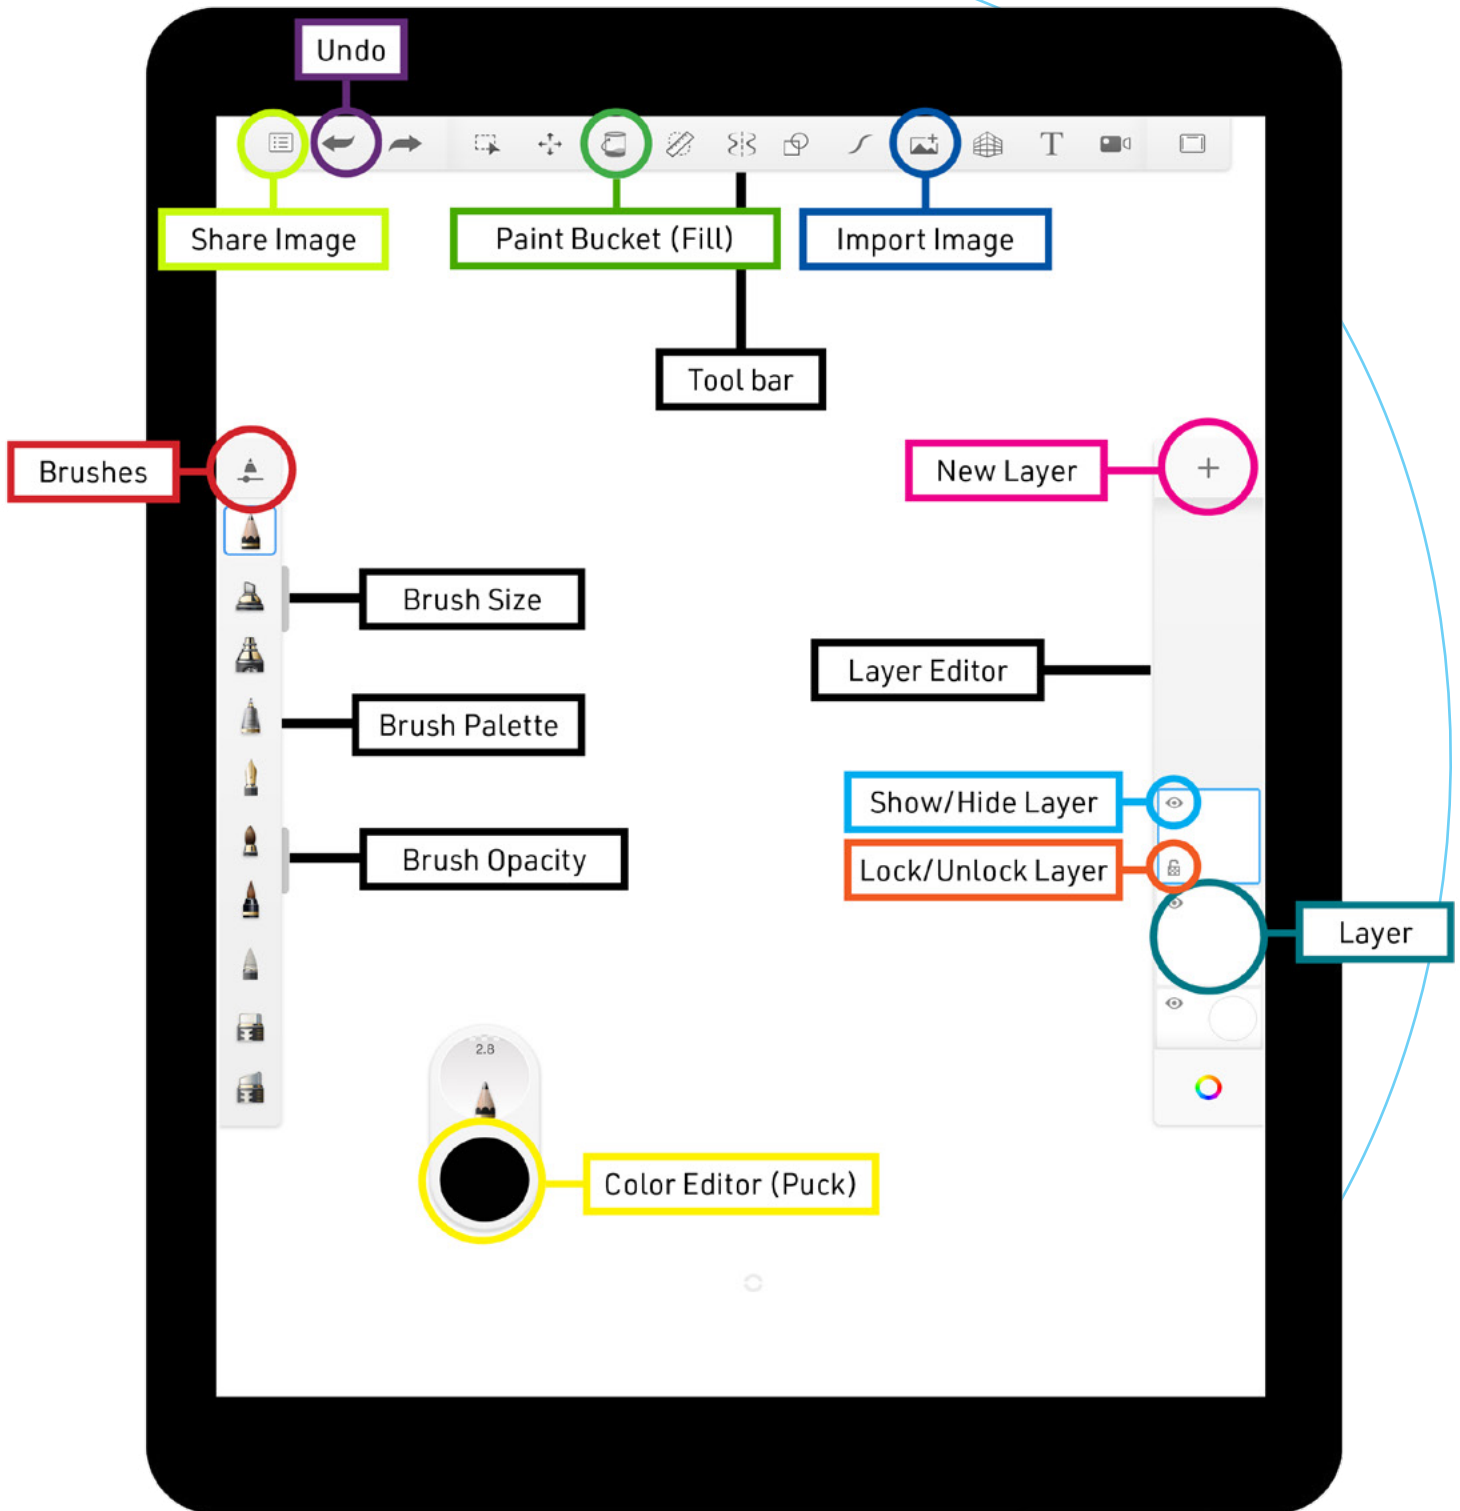 Undo
Share Image
Paint Bucket (Fill)
Import Image
T
Tool bar
Brushes
New Layer
Brush Size
Layer Editor
Brush Palette
Show/Hide Layer
Brush Opacity
Lock/Unlock Layer
Layer
2.8
Color Editor (Puck)